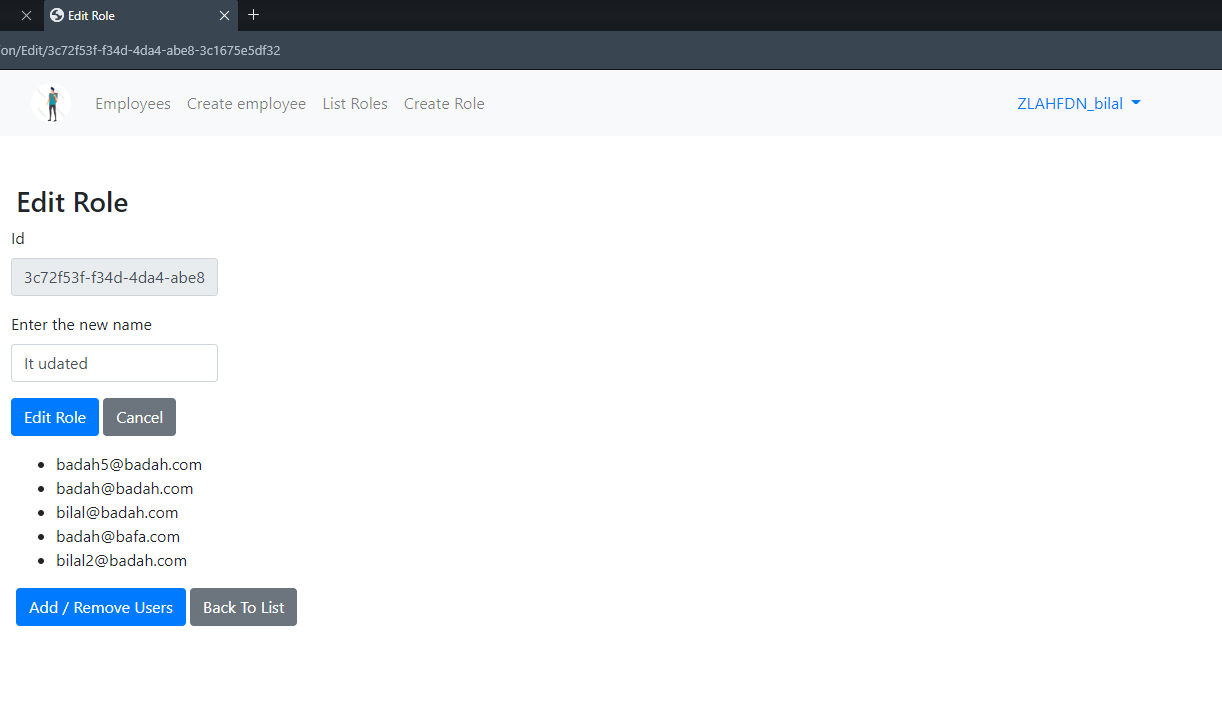 Edit Role
on/Edit/3c72f53f-f34d-4da4-abe8-3c1675e5df32
Employees Create employee List Roles Create Role ZLAHFDN_bilal
Edit Role
Id
3c72f53f-f34d-4da4-abe8
Enter the new name
It udated
Edit Role Cancel
badah5@badah.com
badah@badah.com
bilal@badah.com
badah@bafa.com
bilal2@badah.com
Add / Remove Users Back To List